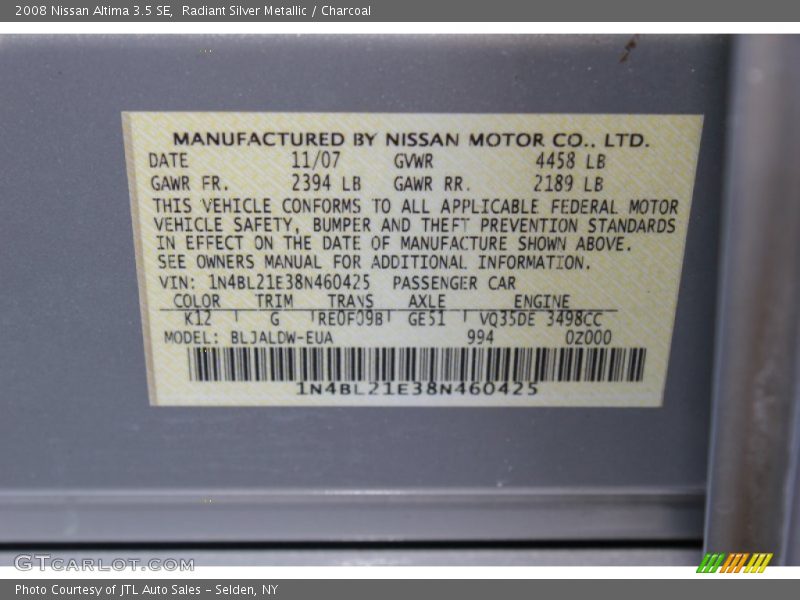 2008 Nissan Altima 3.5 SE, Radiant Silver Metallic / Charcoal
MANUFACTURED BY NISSAN MOTOR CO., LTD.
DATE 11/07 GVWR 4458 LB
GAWR FR. 2394 LB GAWR RR. 2189 LB
THIS VEHICLE CONFORMS TO ALL APPLICABLE FEDERAL MOTOR
VEHICLE SAFETY, BUMPER AND THEFT PREVENTION STANDARDS
IN EFFECT ON THE DATE OF MANUFACTURE SHOWN ABOVE.
SEE OWNERS MANUAL FOR ADDITIONAL INFORMATION.
VIN: 1N4BL21E38N460425 PASSENGER CAR
COLOR TRIM TRANS AXLE ENGINE
K12 G RE0F09B GE51 VQ35DE 3498CC
MODEL: BLJALDW-EUA 994 0Z000
1N4BL21E38N460425
GTCARLOT.COM
Photo Courtesy of JTL Auto Sales - Selden, NY